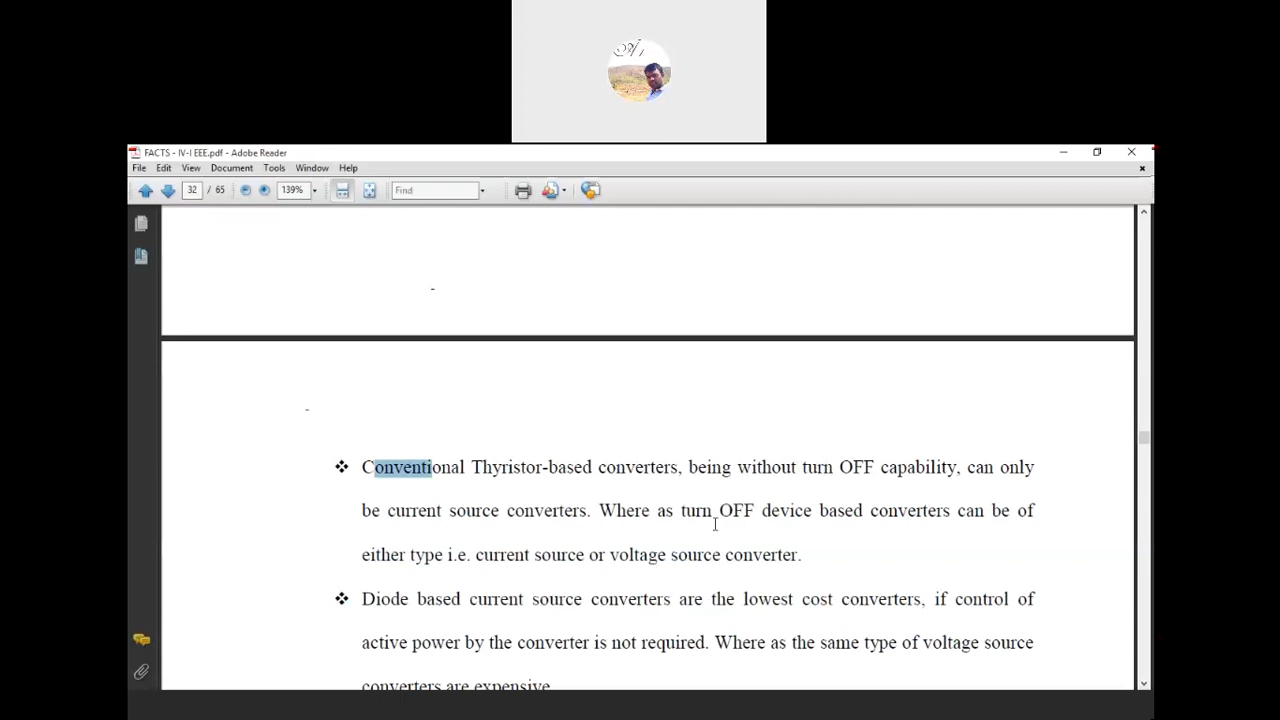 FACTS - IV-I EEE.pdf - Adobe Reader
File Edit View Document Tools Window Help
32 / 65 139% Find
Conventional Thyristor-based converters, being without turn OFF capability, can only
be current source converters. Where as turn OFF device based converters can be of
either type i.e. current source or voltage source converter.
Diode based current source converters are the lowest cost converters, if control of
active power by the converter is not required. Where as the same type of voltage source
converters are expensive